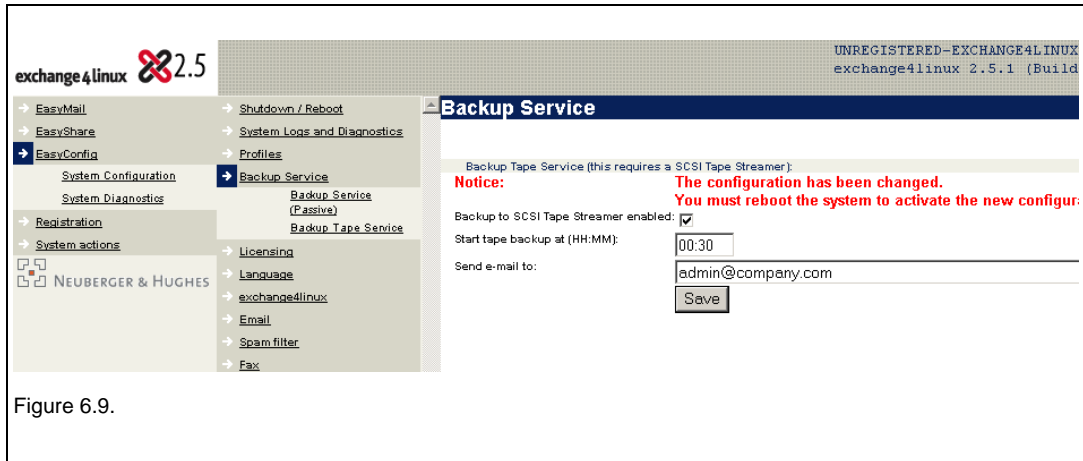 exchange4linux 2.5
UNREGISTERED-EXCHANGE4LINUX
exchange4linux 2.5.1 (Build
EasyMail
EasyShare
EasyConfig
System Configuration
System Diagnostics
Registration
System actions
NEUBERGER & HUGHES
Shutdown / Reboot
System Logs and Diagnostics
Profiles
Backup Service
Backup Service
(Passive)
Backup Tape Service
Licensing
Language
exchange4linux
Email
Spam filter
Fax
Backup Service
Backup Tape Service (this requires a SCSI Tape Streamer):
Notice: The configuration has been changed.
You must reboot the system to activate the new configur
Backup to SCSI Tape Streamer enabled:
Start tape backup at (HH:MM): 00:30
Send e-mail to: admin@company.com
Save
Figure 6.9.